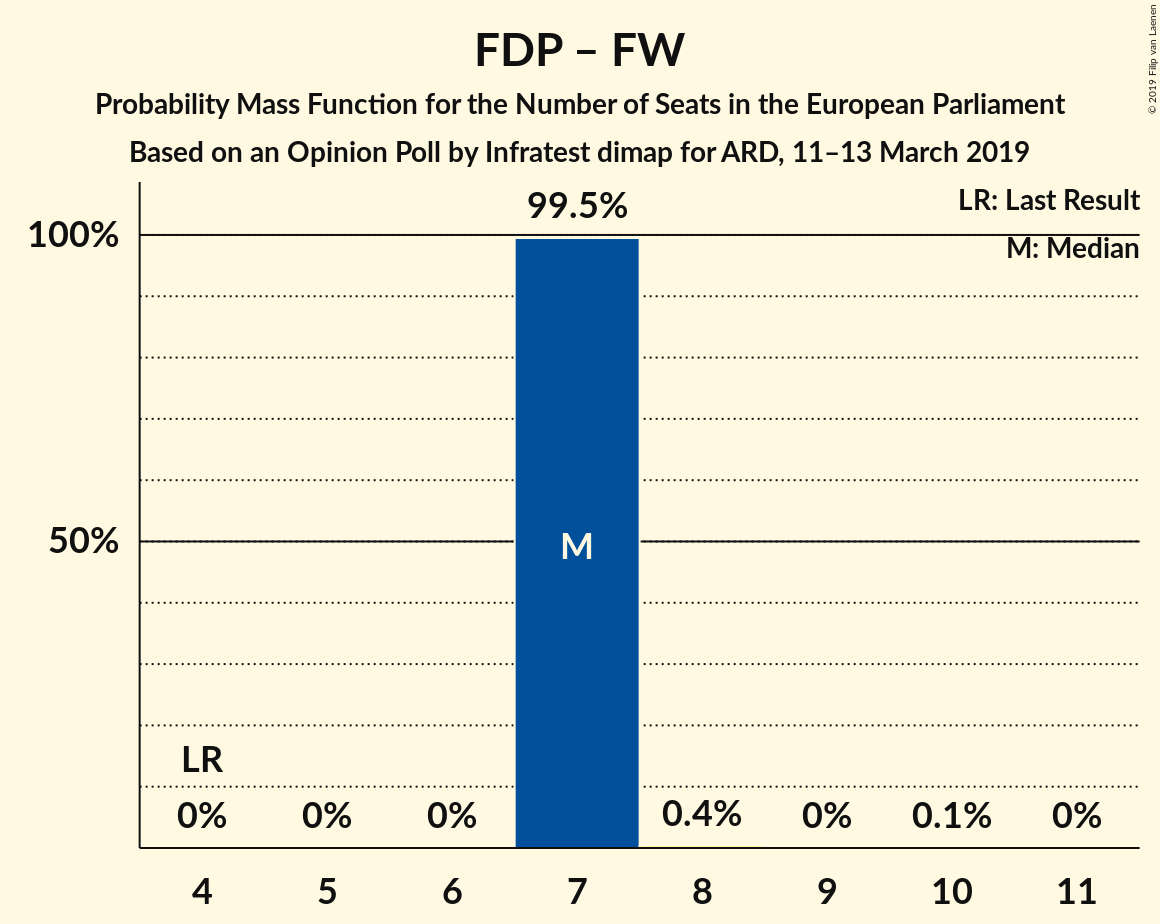 FDP – FW
Probability Mass Function for the Number of Seats in the European Parliament
Based on an Opinion Poll by Infratest dimap for ARD, 11–13 March 2019
© 2019 Filip van Laenen
LR: Last Result
M: Median
99.5%
100%
50%
M
LR
0%
0%
0%
0.4%
0%
0.1%
0%
4
5
6
7
8
9
10
11